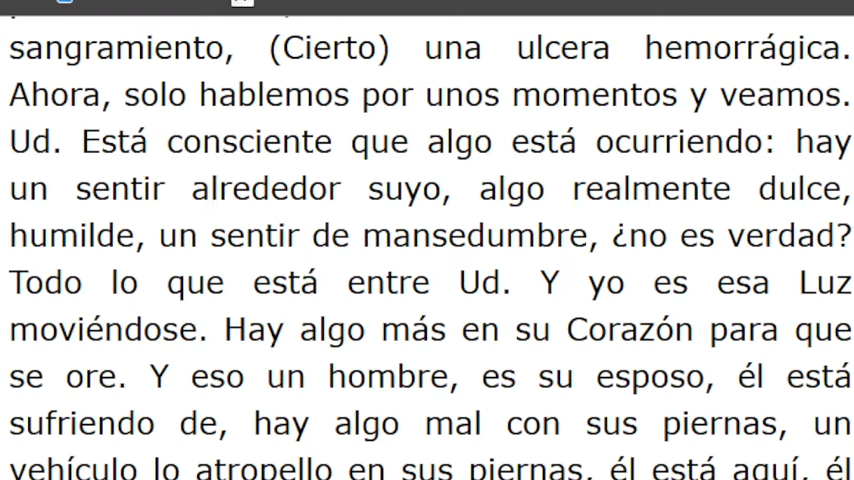 sangramiento, (Cierto) una ulcera hemorrágica.
Ahora, solo hablemos por unos momentos y veamos.
Ud. Está consciente que algo está ocurriendo: hay
un sentir alrededor suyo, algo realmente dulce,
humilde, un sentir de mansedumbre, ¿no es verdad?
Todo lo que está entre Ud. Y yo es esa Luz
moviéndose. Hay algo más en su Corazón para que
se ore. Y eso un hombre, es su esposo, él está
sufriendo de, hay algo mal con sus piernas, un
vehículo lo atropello en sus piernas, él está aquí, él